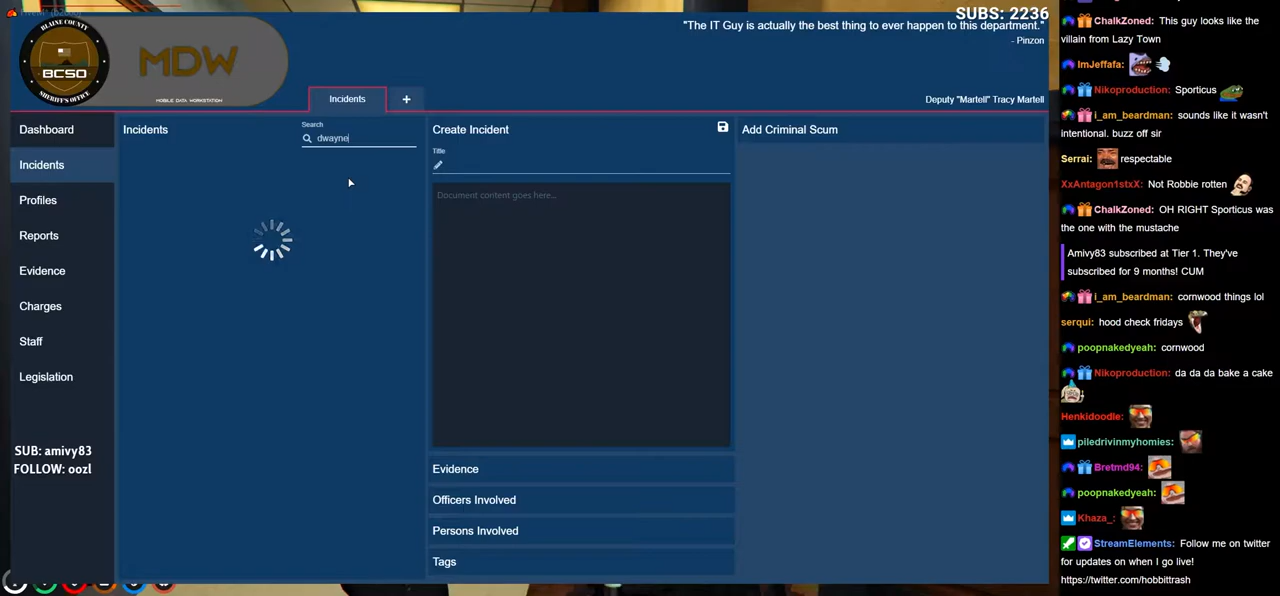 SUBS: 2236
"The IT Guy is actually the best thing to ever happen to this department."
- Pinzon
BLAINE COUNTY
BCSO
SHERIFF'S OFFICE
MDW
MOBILE DATA WORKSTATION
Incidents
+
Deputy "Martell" Tracy Martell
Dashboard
Incidents
Profiles
Reports
Evidence
Charges
Staff
Legislation
SUB: amivy83
FOLLOW: oozl
Incidents
Search
dwayne
Create Incident
Title
Document content goes here...
Evidence
Officers Involved
Persons Involved
Tags
Add Criminal Scum
ChalkZoned: This guy looks like the
villain from Lazy Town
ImJeffafa:
Nikoproduction: Sporticus
i_am_beardman: sounds like it wasn't
intentional. buzz off sir
Serrai: respectable
XxAntagon1stxX: Not Robbie rotten
ChalkZoned: OH RIGHT Sporticus was
the one with the mustache
Amivy83 subscribed at Tier 1. They've
subscribed for 9 months! CUM
i_am_beardman: cornwood things lol
serqui: hood check fridays
poopnakedyeah: cornwood
Nikoproduction: da da da bake a cake
Henkidoodle:
piledrivinmyhomies:
Bretmd94:
poopnakedyeah:
Khaza_:
StreamElements: Follow me on twitter
for updates on when I go live!
https://twitter.com/hobbittrash